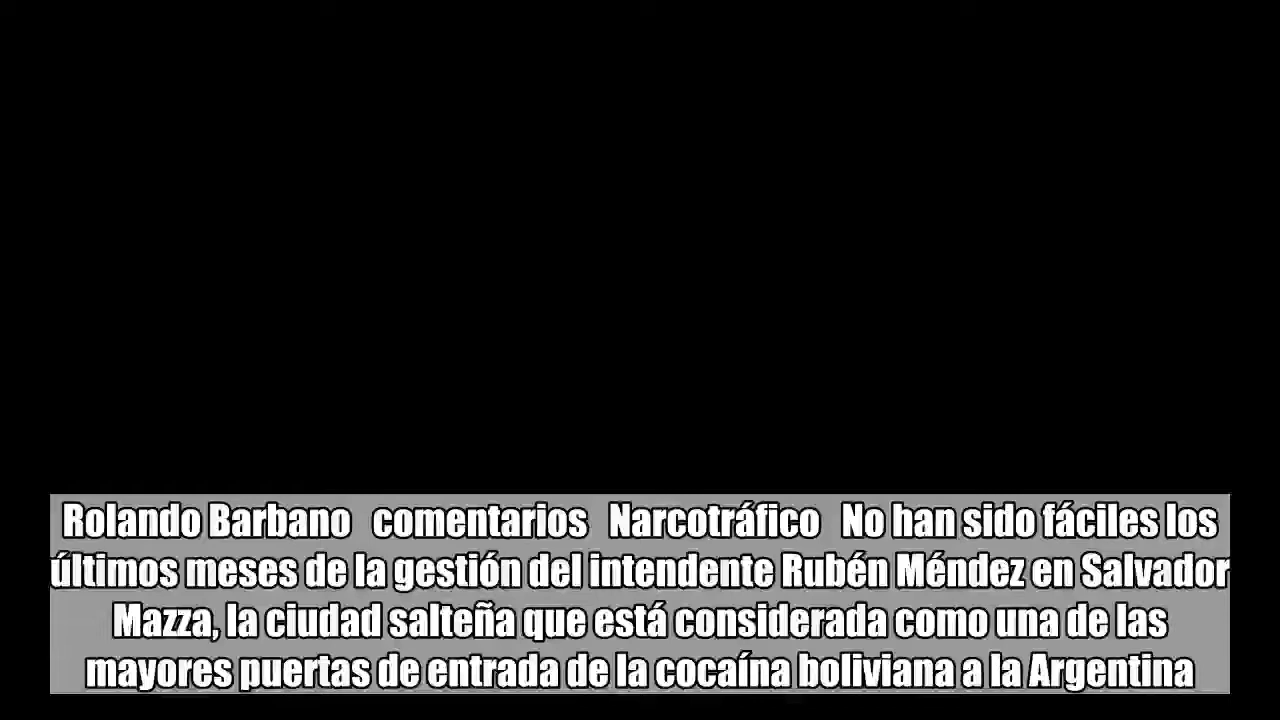 Rolando Barbano comentarios Narcotráfico No han sido fáciles los
últimos meses de la gestión del intendente Rubén Méndez en Salvador
Mazza, la ciudad salteña que está considerada como una de las
mayores puertas de entrada de la cocaína boliviana a la Argentina